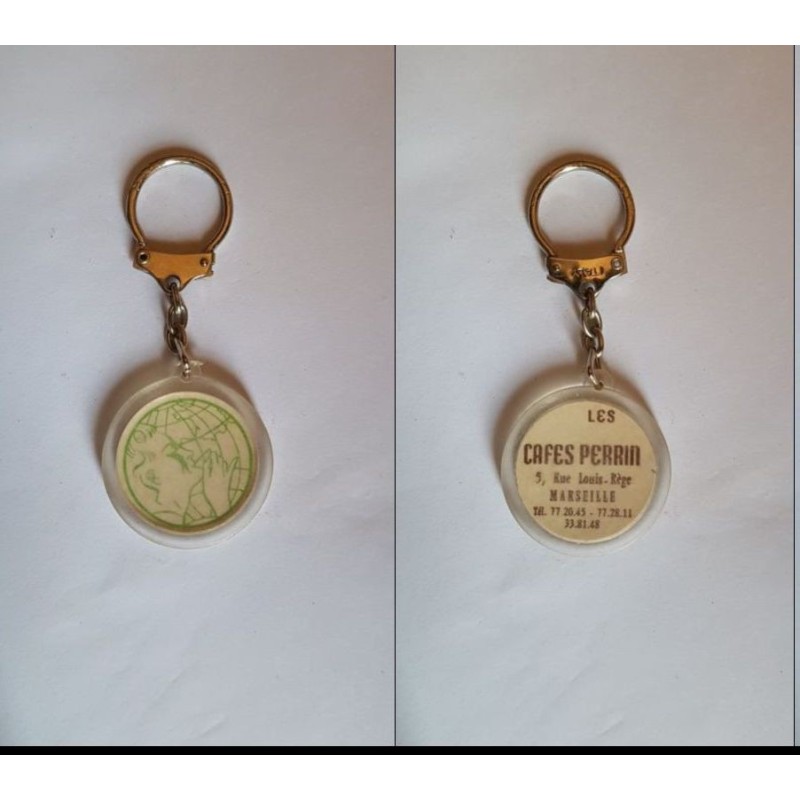 LES
CAFES PERRIN
5, Rue Louis-Rège
MARSEILLE
Tél. 77.20.45 - 77.28.11
33.81.48